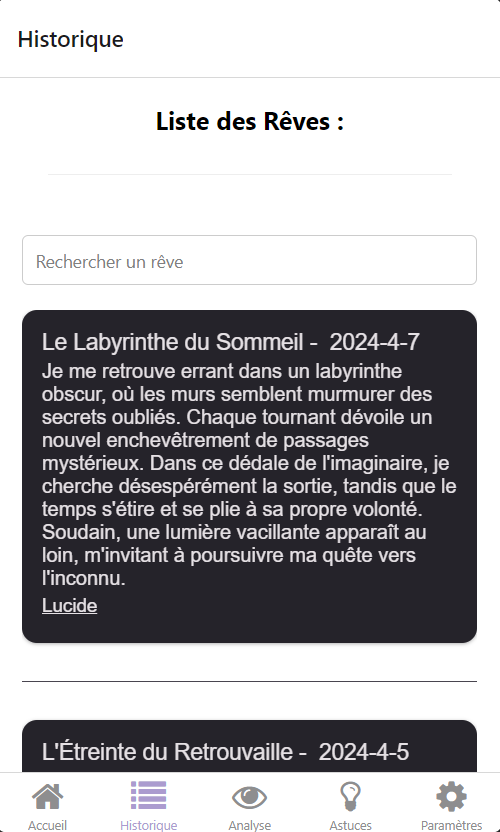 Historique
Liste des Rêves :
Rechercher un rêve
Le Labyrinthe du Sommeil - 2024-4-7
Je me retrouve errant dans un labyrinthe
obscur, où les murs semblent murmurer des
secrets oubliés. Chaque tournant dévoile un
nouvel enchevêtrement de passages
mystérieux. Dans ce dédale de l'imaginaire, je
cherche désespérément la sortie, tandis que le
temps s'étire et se plie à sa propre volonté.
Soudain, une lumière vacillante apparaît au
loin, m'invitant à poursuivre ma quête vers
l'inconnu.
Lucide
L'Étreinte du Retrouvaille - 2024-4-5
Accueil Historique Analyse Astuces Paramètres